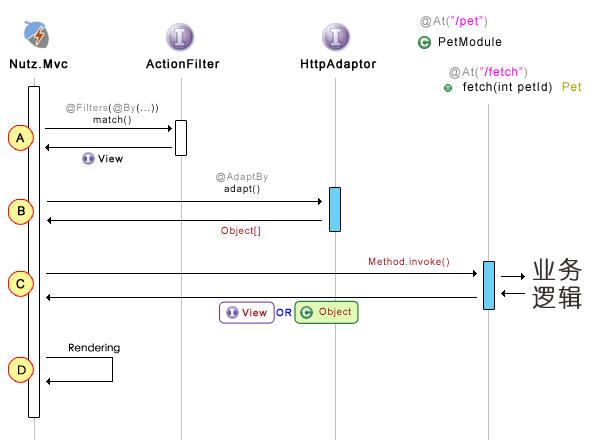 @At("/pet")
C PetModule
Nutz.Mvc
I ActionFilter
I HttpAdaptor
@At("/fetch")
fetch(int petId) Pet
@Filters(@By(...))
match()
A
I View
@AdaptBy
adapt()
B
Object[]
Method.invoke()
C
业务
逻辑
I View OR C Object
Rendering
D